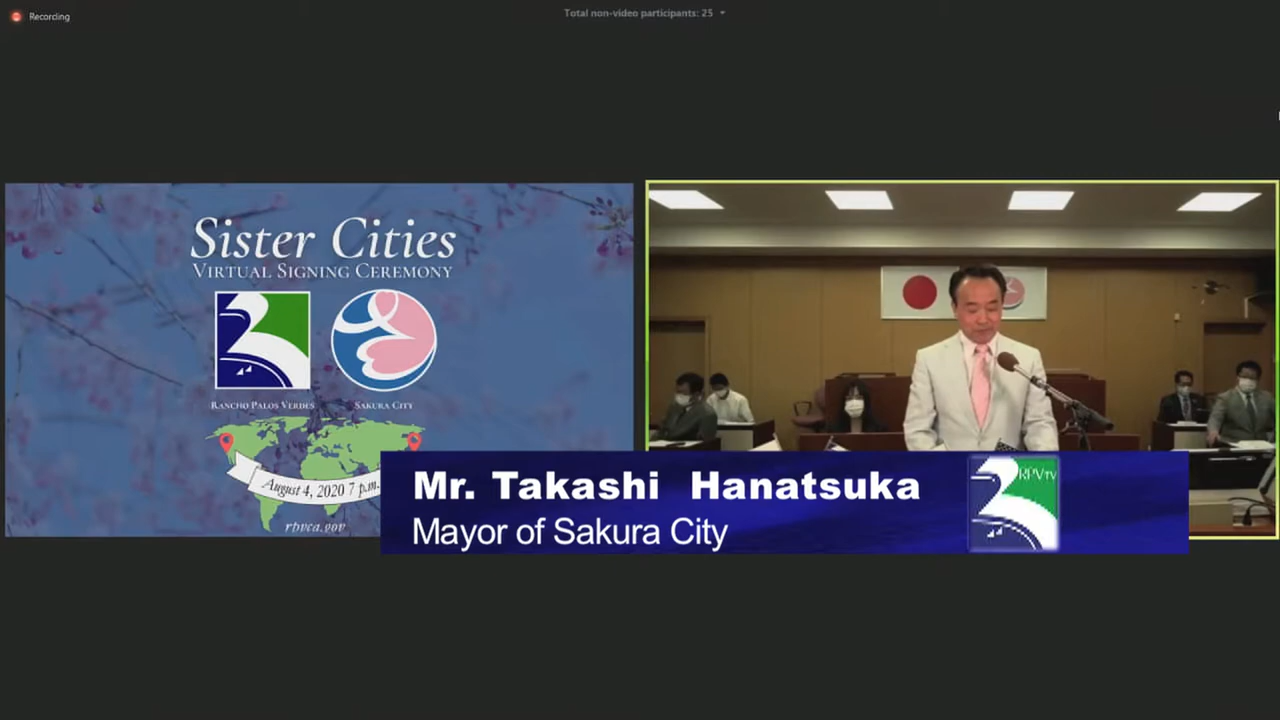 Recording
Total non-video participants: 25
Sister Cities
VIRTUAL SIGNING CEREMONY
RANCHO PALOS VERDES
SAKURA CITY
August 4, 2020 7 p.m.
rpvca.gov
Mr. Takashi Hanatsuka
Mayor of Sakura City
RPVtv